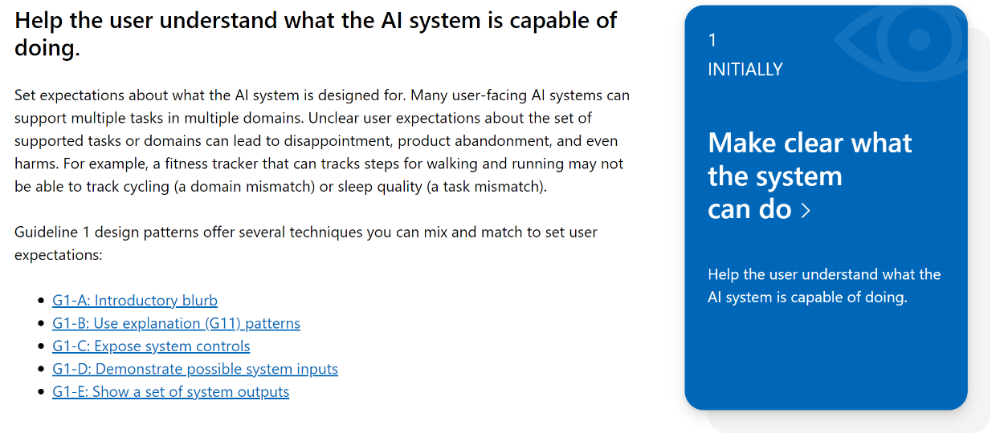 Help the user understand what the AI system is capable of
doing.
Set expectations about what the AI system is designed for. Many user-facing AI systems can
support multiple tasks in multiple domains. Unclear user expectations about the set of
supported tasks or domains can lead to disappointment, product abandonment, and even
harms. For example, a fitness tracker that can tracks steps for walking and running may not
be able to track cycling (a domain mismatch) or sleep quality (a task mismatch).
Guideline 1 design patterns offer several techniques you can mix and match to set user
expectations:
• G1-A: Introductory blurb
• G1-B: Use explanation (G11) patterns
• G1-C: Expose system controls
• G1-D: Demonstrate possible system inputs
• G1-E: Show a set of system outputs
1
INITIALLY
Make clear what
the system
can do >
Help the user understand what the
AI system is capable of doing.